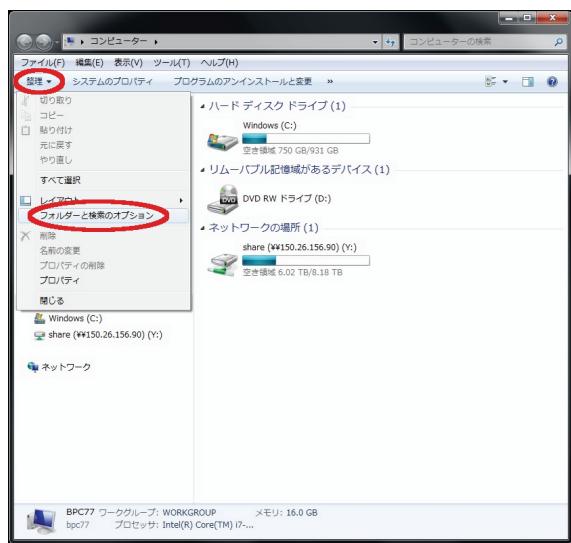 コンピューター
コンピューターの検索
ファイル(F) 編集(E) 表示(V) ツール(T) ヘルプ(H)
整理 システムのプロパティ プログラムのアンインストールと変更 »
切り取り
コピー
貼り付け
元に戻す
やり直し
すべて選択
レイアウト
フォルダーと検索のオプション
削除
名前の変更
プロパティの削除
プロパティ
閉じる
Windows (C:)
share (¥¥150.26.156.90) (Y:)
ネットワーク
ハード ディスク ドライブ (1)
Windows (C:)
空き領域 750 GB/931 GB
リムーバブル記憶域があるデバイス (1)
DVD
DVD RW ドライブ (D:)
ネットワークの場所 (1)
share (¥¥150.26.156.90) (Y:)
空き領域 6.02 TB/8.18 TB
BPC77 ワークグループ: WORKGROUP メモリ: 16.0 GB
bpc77 プロセッサ: Intel(R) Core(TM) i7-...